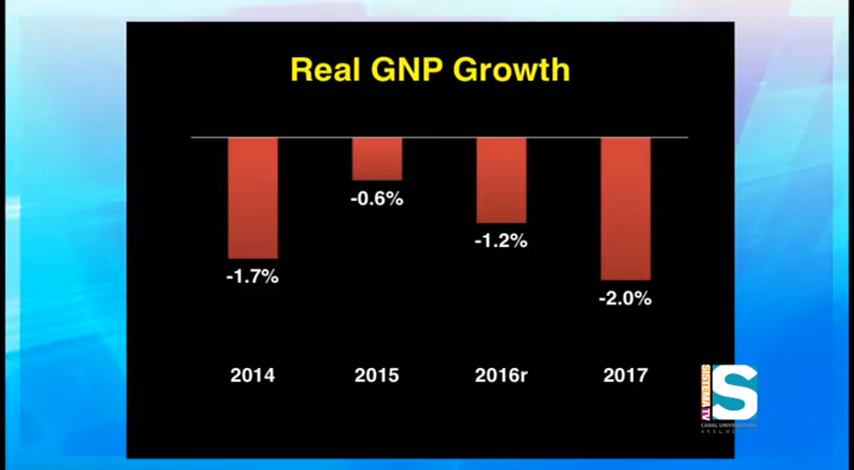 Real GNP Growth
-0.6%
-1.2%
-1.7%
-2.0%
2014 2015 2016r 2017
SISTEMA TV
S